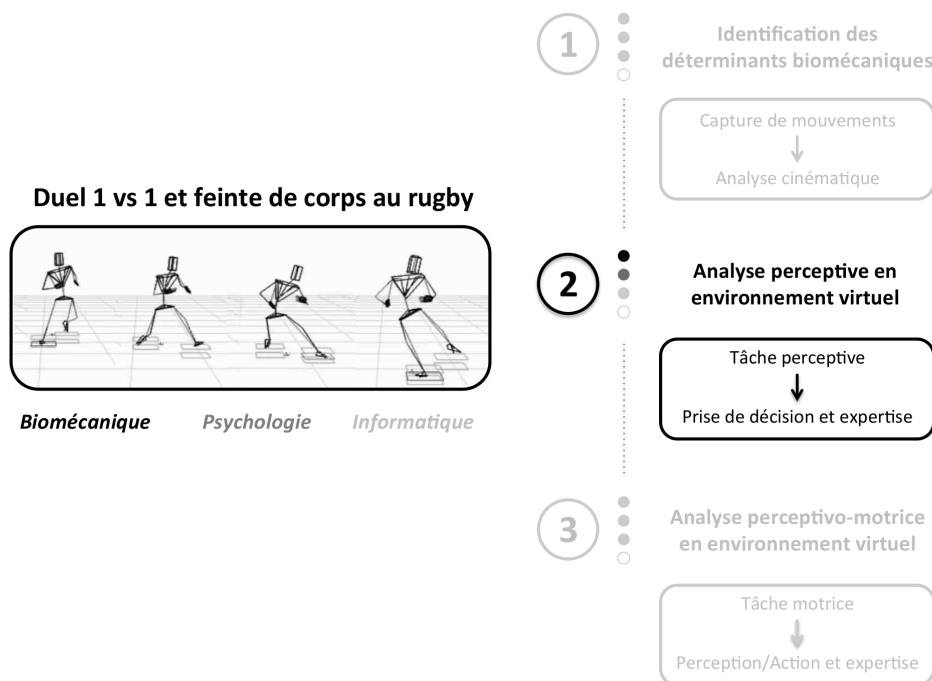 Duel 1 vs 1 et feinte de corps au rugby
Biomécanique Psychologie Informatique
1
Identification des
déterminants biomécaniques
Capture de mouvements
Analyse cinématique
2
Analyse perceptive en
environnement virtuel
Tâche perceptive
Prise de décision et expertise
3
Analyse perceptivo-motrice
en environnement virtuel
Tâche motrice
Perception/Action et expertise